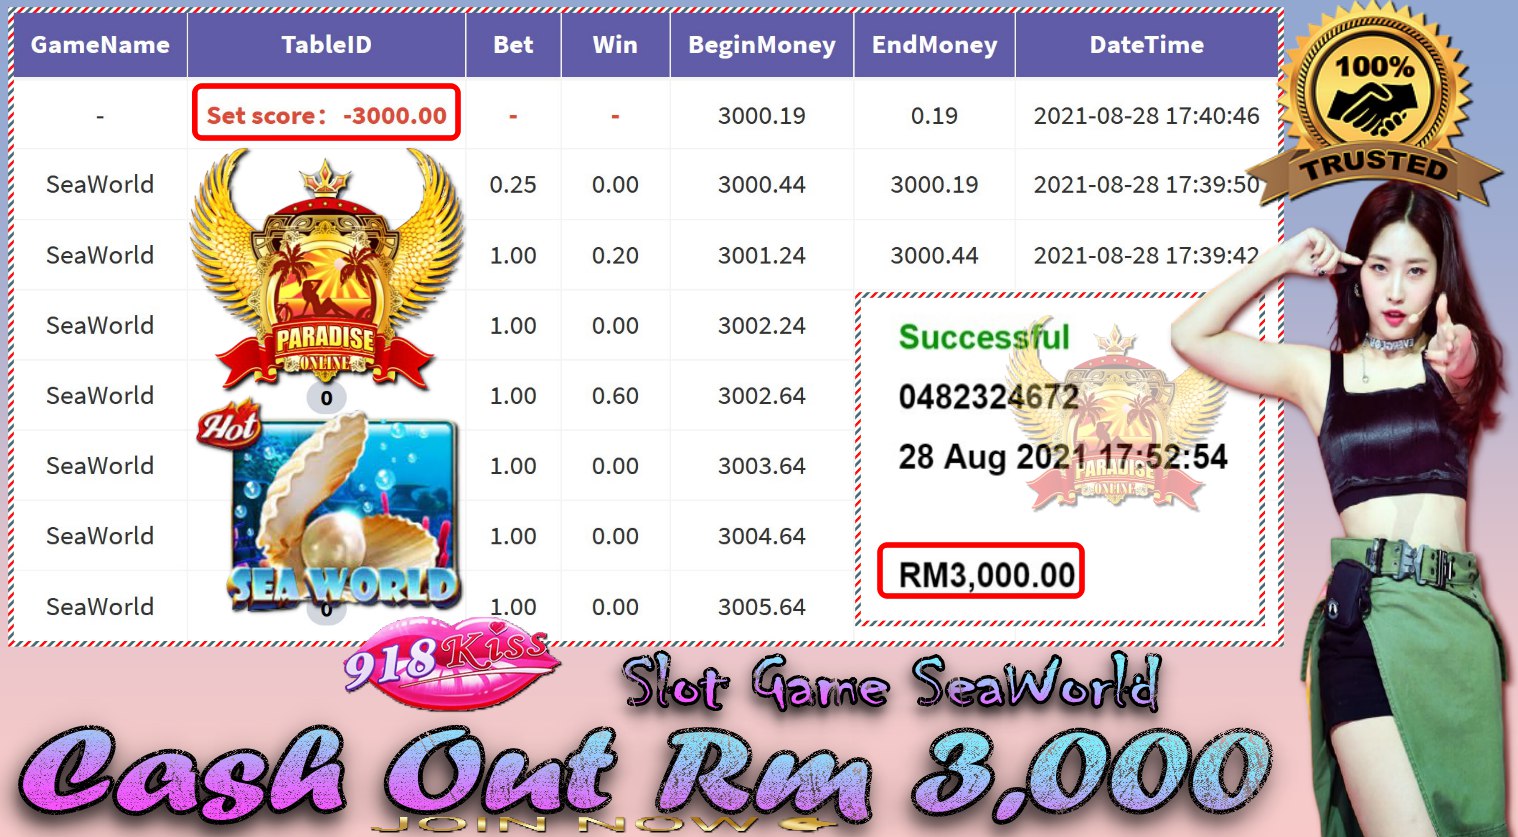 GameName TableID Bet Win BeginMoney EndMoney DateTime
- Set score: -3000.00 - - 3000.19 0.19 2021-08-28 17:40:46
SeaWorld 0.25 0.00 3000.44 3000.19 2021-08-28 17:39:50
SeaWorld 1.00 0.20 3001.24 3000.44 2021-08-28 17:39:42
SeaWorld 1.00 0.00 3002.24
SeaWorld 0 1.00 0.60 3002.64
SeaWorld 1.00 0.00 3003.64
SeaWorld 1.00 0.00 3004.64
SeaWorld 0 1.00 0.00 3005.64
100%
TRUSTED
PARADISE
ONLINE
Hot
SEA WORLD
Successful
0482324672
28 Aug 2021 17:52:54
PARADISE
ONLINE
RM3,000.00
918Kiss
Slot Game SeaWorld
Cash Out Rm 3,000
JOIN NOW